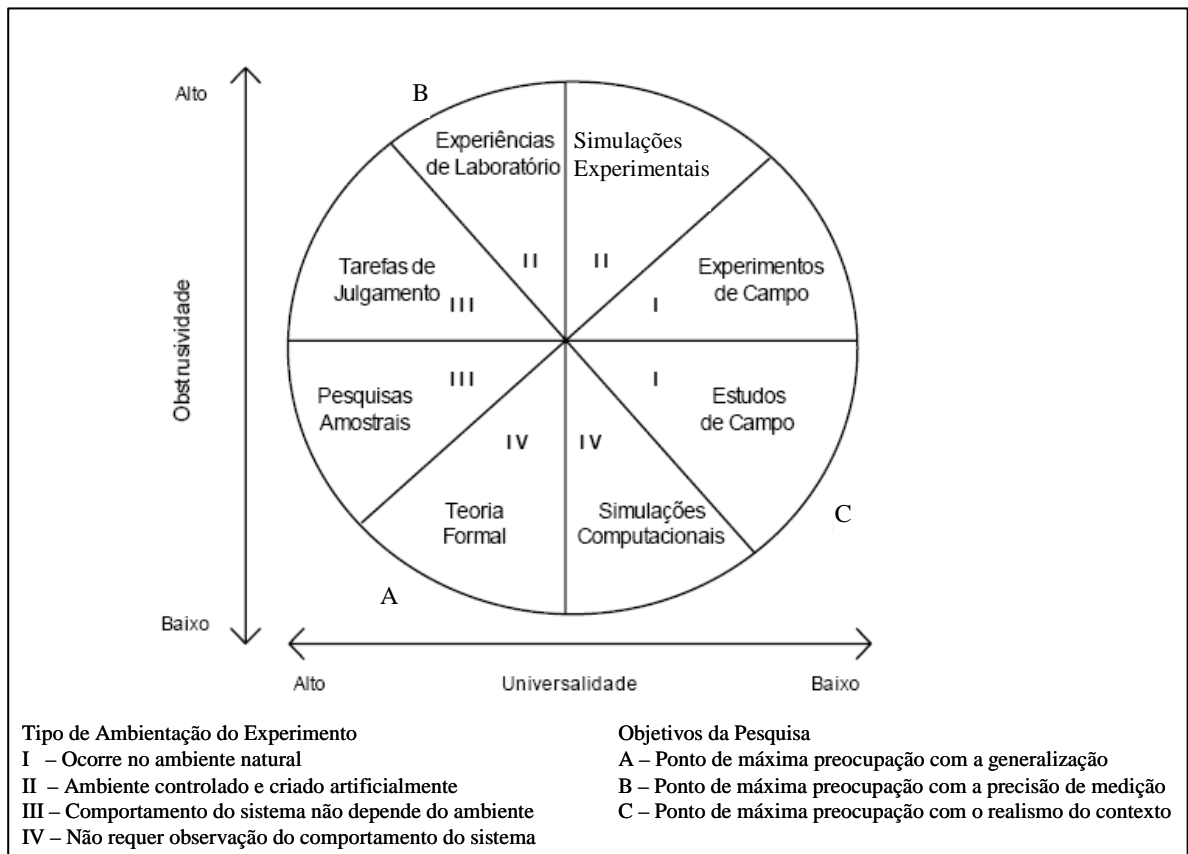 Alto
Obstrusividade
Baixo
B
Experiências
de Laboratório
Simulações
Experimentais
II
II
Tarefas de
Julgamento
III
Experimentos
de Campo
I
III
Pesquisas
Amostrais
I
Estudos
de Campo
IV
IV
Teoria
Formal
Simulações
Computacionais
C
A
Alto
Universalidade
Baixo
Tipo de Ambientação do Experimento
I – Ocorre no ambiente natural
II – Ambiente controlado e criado artificialmente
III – Comportamento do sistema não depende do ambiente
IV – Não requer observação do comportamento do sistema
Objetivos da Pesquisa
A – Ponto de máxima preocupação com a generalização
B – Ponto de máxima preocupação com a precisão de medição
C – Ponto de máxima preocupação com o realismo do contexto